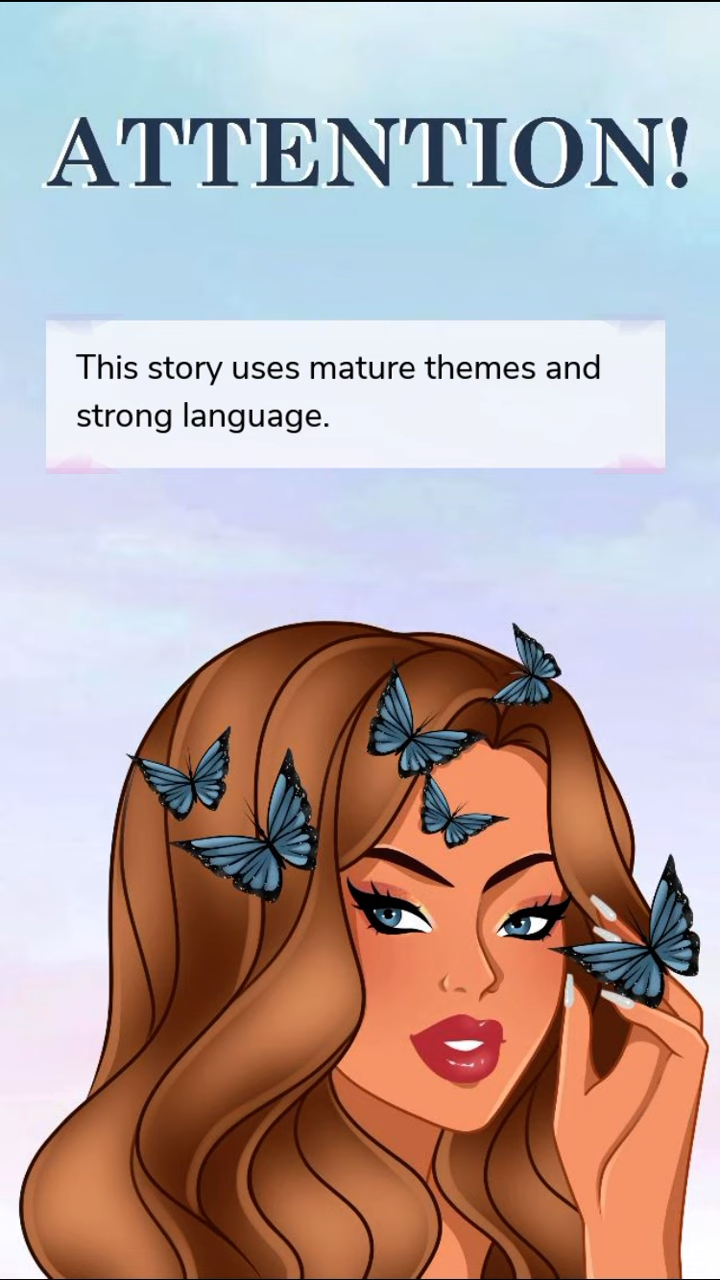 ATTENTION!
This story uses mature themes and
strong language.